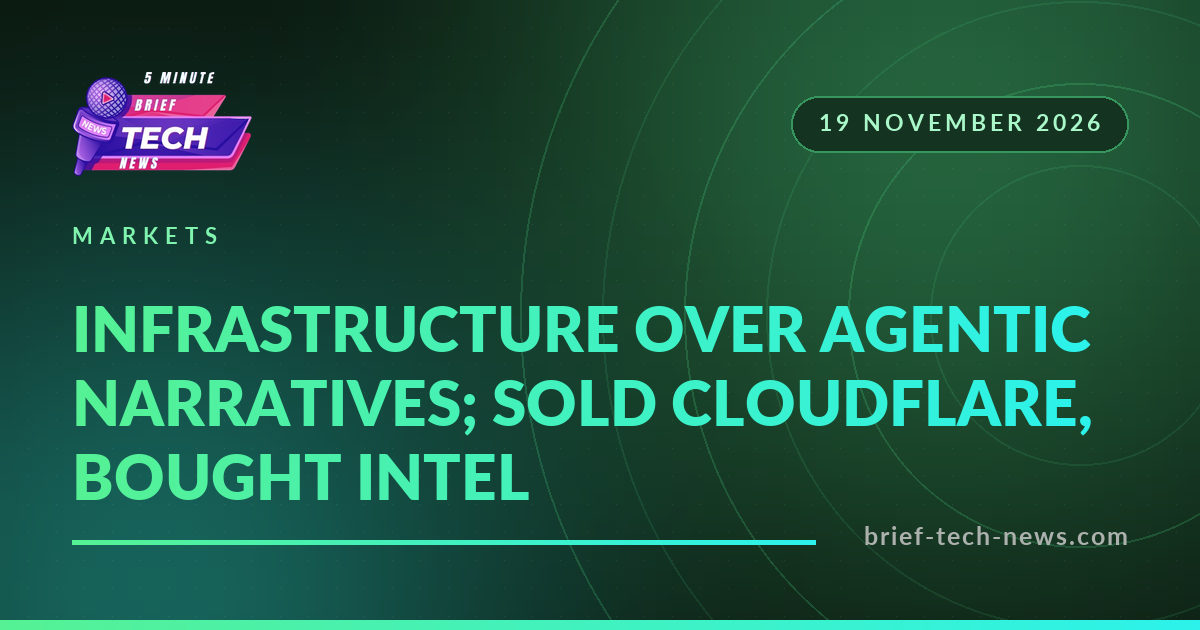 5 MINUTE
BRIEF
NEWS
TECH
NEWS
19 NOVEMBER 2026
MARKETS
INFRASTRUCTURE OVER AGENTIC
NARRATIVES; SOLD CLOUDFLARE,
BOUGHT INTEL
brief-tech-news.com